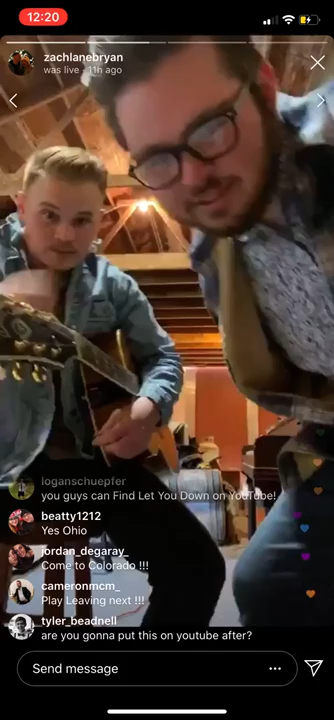 12:20
zachlanebryan
was live · 11h ago
loganschuepfer
you guys can Find Let You Down on YouTube!
beatty1212
Yes Ohio
jordan_degaray_
Come to Colorado !!!
cameronmcm_
Play Leaving next !!!
tyler_beadnell
are you gonna put this on youtube after?
Send message